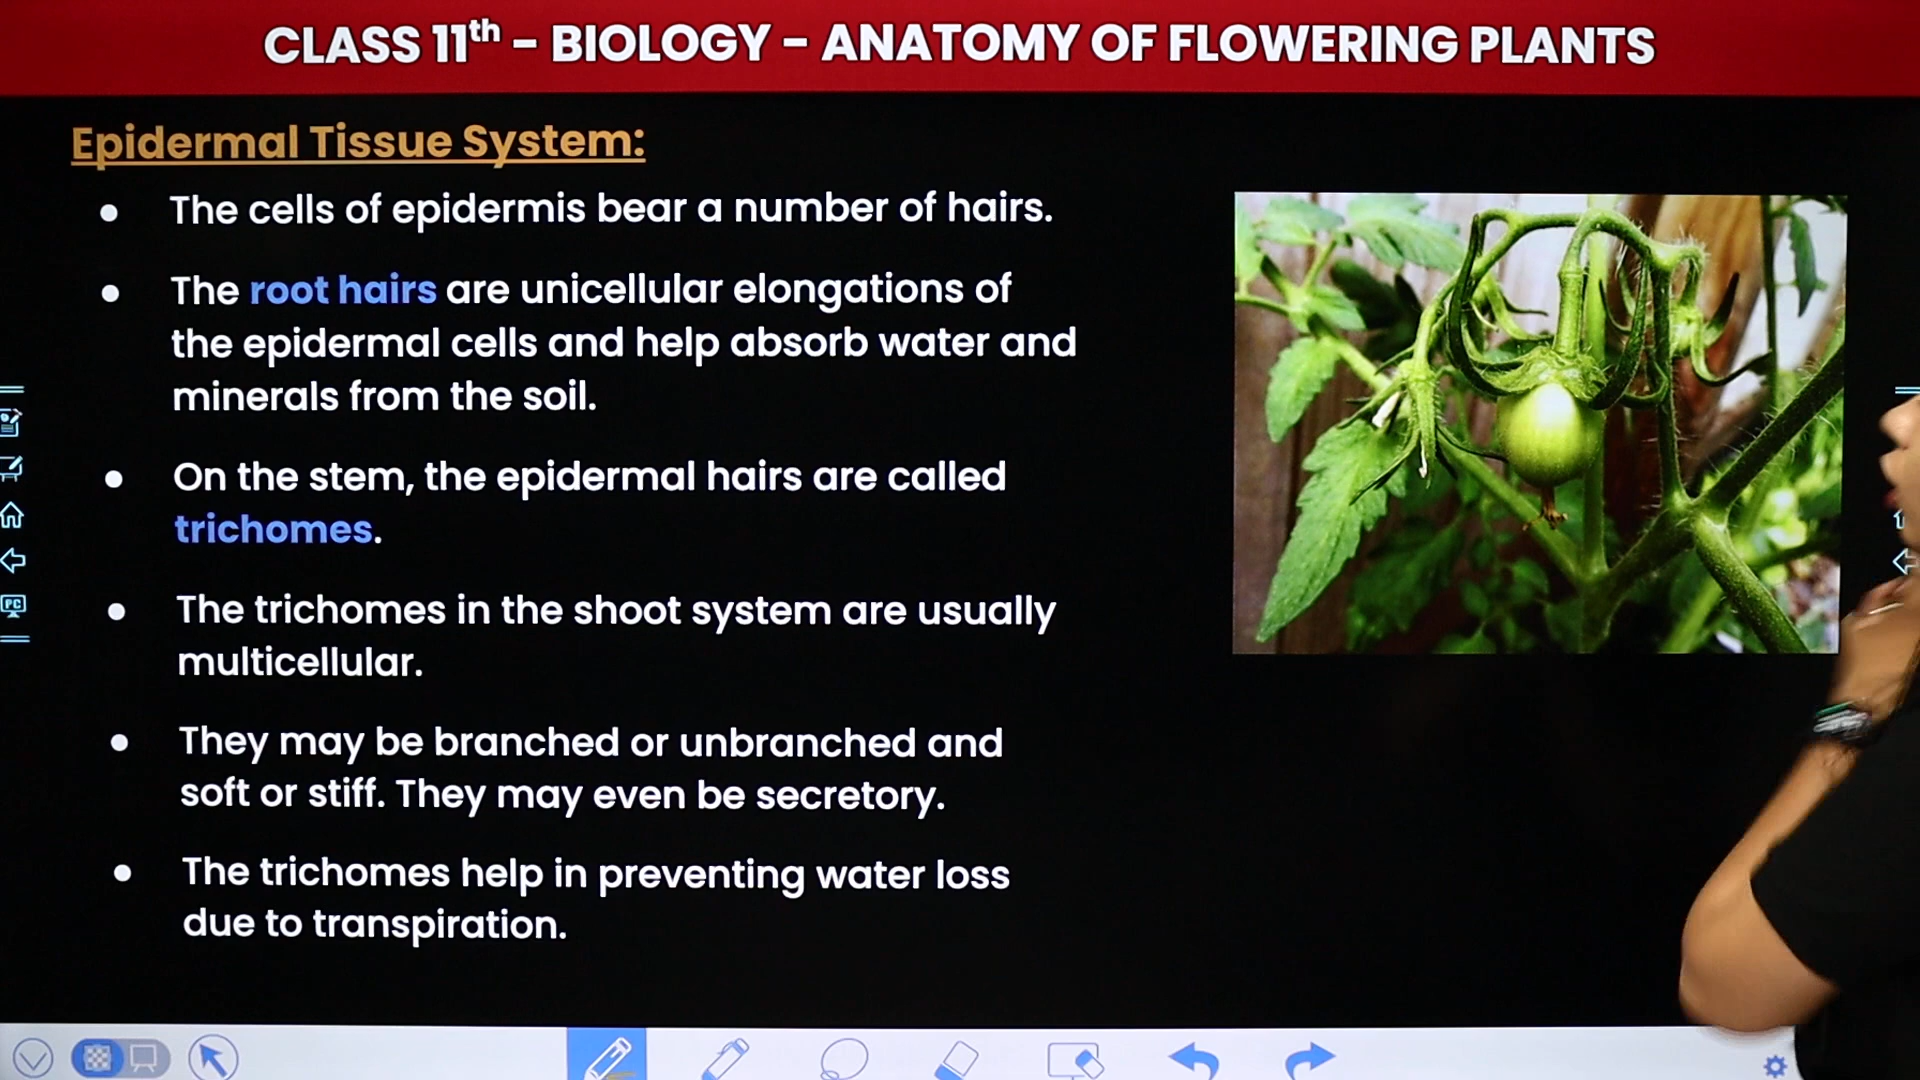 CLASS 11th - BIOLOGY - ANATOMY OF FLOWERING PLANTS
Epidermal Tissue System:
● The cells of epidermis bear a number of hairs.
● The root hairs are unicellular elongations of
the epidermal cells and help absorb water and
minerals from the soil.
● On the stem, the epidermal hairs are called
trichomes.
● The trichomes in the shoot system are usually
multicellular.
● They may be branched or unbranched and
soft or stiff. They may even be secretory.
● The trichomes help in preventing water loss
due to transpiration.
PC